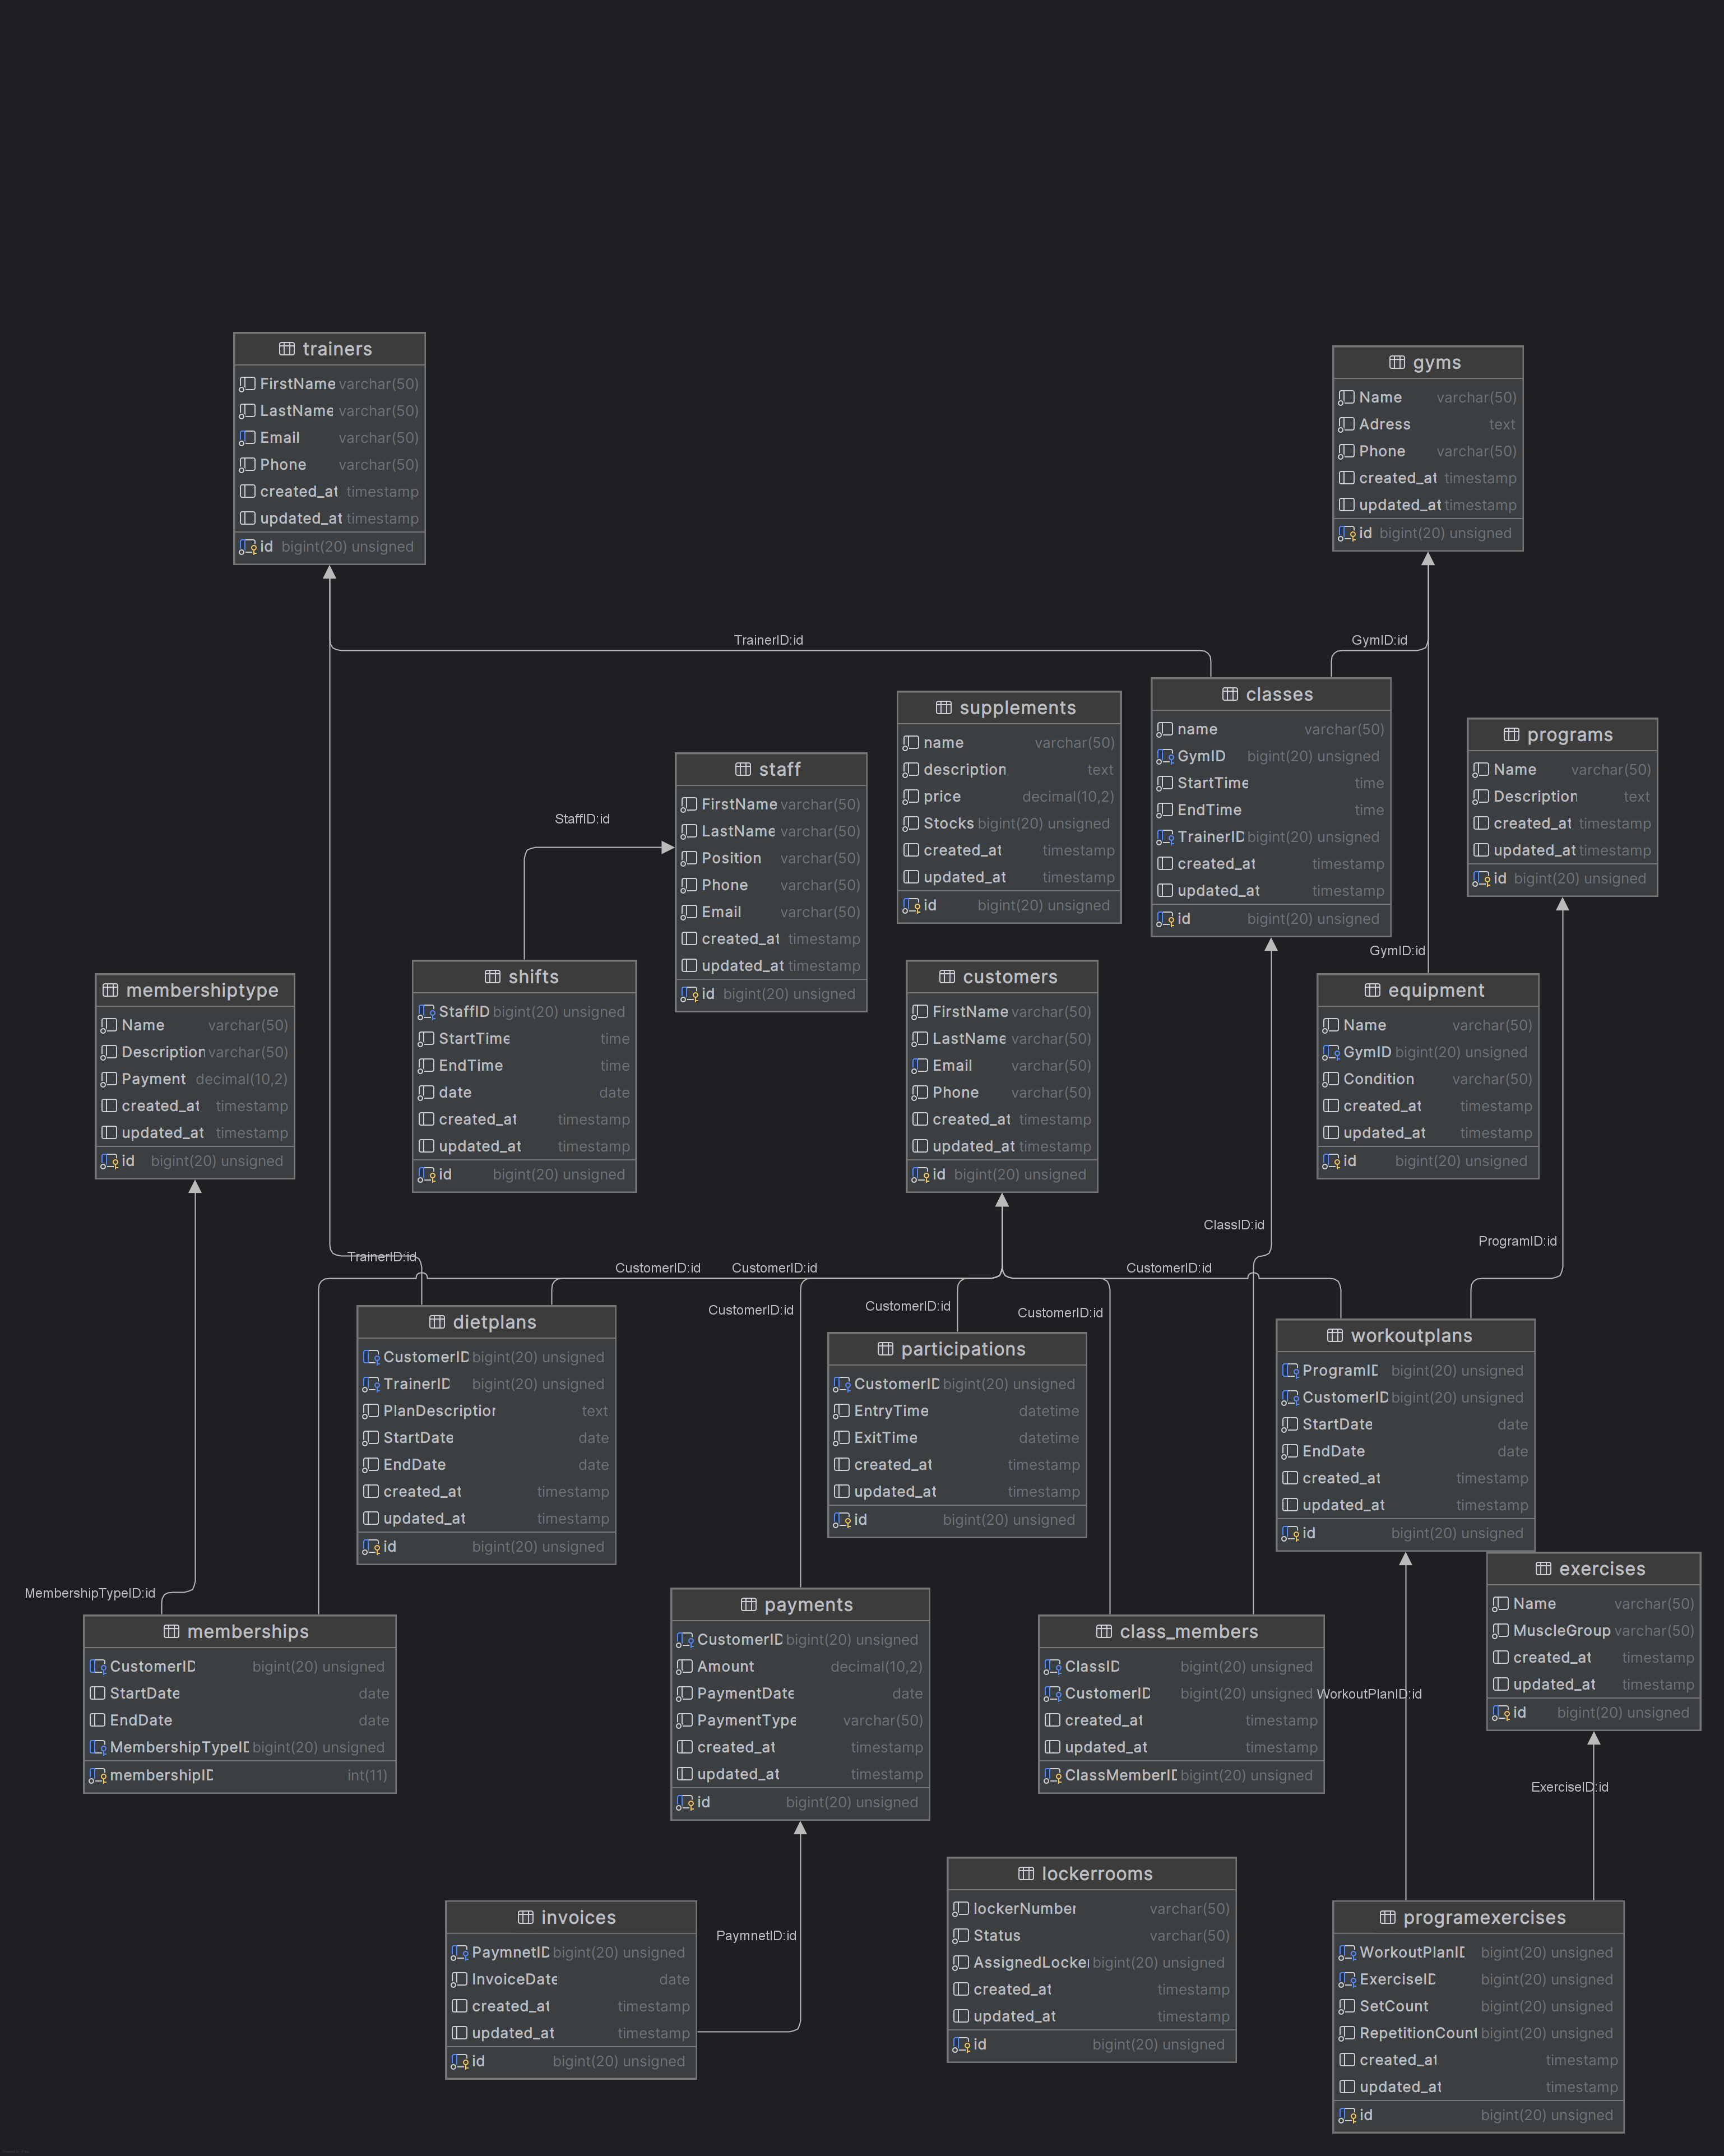 trainers
FirstName varchar(50)
LastName varchar(50)
Email varchar(50)
Phone varchar(50)
created_at timestamp
updated_at timestamp
id bigint(20) unsigned
gyms
Name varchar(50)
Adress text
Phone varchar(50)
created_at timestamp
updated_at timestamp
id bigint(20) unsigned
TrainerID:id
GymID:id
classes
name varchar(50)
GymID bigint(20) unsigned
StartTime time
EndTime time
TrainerID bigint(20) unsigned
created_at timestamp
updated_at timestamp
id bigint(20) unsigned
supplements
name varchar(50)
description text
price decimal(10,2)
Stocks bigint(20) unsigned
created_at timestamp
updated_at timestamp
id bigint(20) unsigned
programs
Name varchar(50)
Description text
created_at timestamp
updated_at timestamp
id bigint(20) unsigned
staff
FirstName varchar(50)
LastName varchar(50)
Position varchar(50)
Phone varchar(50)
Email varchar(50)
created_at timestamp
updated_at timestamp
id bigint(20) unsigned
StaffID:id
GymID:id
membershiptype
Name varchar(50)
Description varchar(50)
Payment decimal(10,2)
created_at timestamp
updated_at timestamp
id bigint(20) unsigned
shifts
StaffID bigint(20) unsigned
StartTime time
EndTime time
date date
created_at timestamp
updated_at timestamp
id bigint(20) unsigned
customers
FirstName varchar(50)
LastName varchar(50)
Email varchar(50)
Phone varchar(50)
created_at timestamp
updated_at timestamp
id bigint(20) unsigned
equipment
Name varchar(50)
GymID bigint(20) unsigned
Condition varchar(50)
created_at timestamp
updated_at timestamp
id bigint(20) unsigned
ClassID:id
ProgramID:id
TrainerID:id
CustomerID:id
CustomerID:id
CustomerID:id
CustomerID:id
CustomerID:id
CustomerID:id
dietplans
CustomerID bigint(20) unsigned
TrainerID bigint(20) unsigned
PlanDescription text
StartDate date
EndDate date
created_at timestamp
updated_at timestamp
id bigint(20) unsigned
participations
CustomerID bigint(20) unsigned
EntryTime datetime
ExitTime datetime
created_at timestamp
updated_at timestamp
id bigint(20) unsigned
workoutplans
ProgramID bigint(20) unsigned
CustomerID bigint(20) unsigned
StartDate date
EndDate date
created_at timestamp
updated_at timestamp
id bigint(20) unsigned
exercises
Name varchar(50)
MuscleGroup varchar(50)
created_at timestamp
updated_at timestamp
id bigint(20) unsigned
MembershipTypeID:id
memberships
CustomerID bigint(20) unsigned
StartDate date
EndDate date
MembershipTypeID bigint(20) unsigned
membershipID int(11)
payments
CustomerID bigint(20) unsigned
Amount decimal(10,2)
PaymentDate date
PaymentType varchar(50)
created_at timestamp
updated_at timestamp
id bigint(20) unsigned
class_members
ClassID bigint(20) unsigned
CustomerID bigint(20) unsigned
created_at timestamp
updated_at timestamp
ClassMemberID bigint(20) unsigned
WorkoutPlanID:id
ExerciseID:id
lockerrooms
lockerNumber varchar(50)
Status varchar(50)
AssignedLocker bigint(20) unsigned
created_at timestamp
updated_at timestamp
id bigint(20) unsigned
invoices
PaymnetID bigint(20) unsigned
InvoiceDate date
created_at timestamp
updated_at timestamp
id bigint(20) unsigned
PaymnetID:id
programexercises
WorkoutPlanID bigint(20) unsigned
ExerciseID bigint(20) unsigned
SetCount bigint(20) unsigned
RepetitionCount bigint(20) unsigned
created_at timestamp
updated_at timestamp
id bigint(20) unsigned